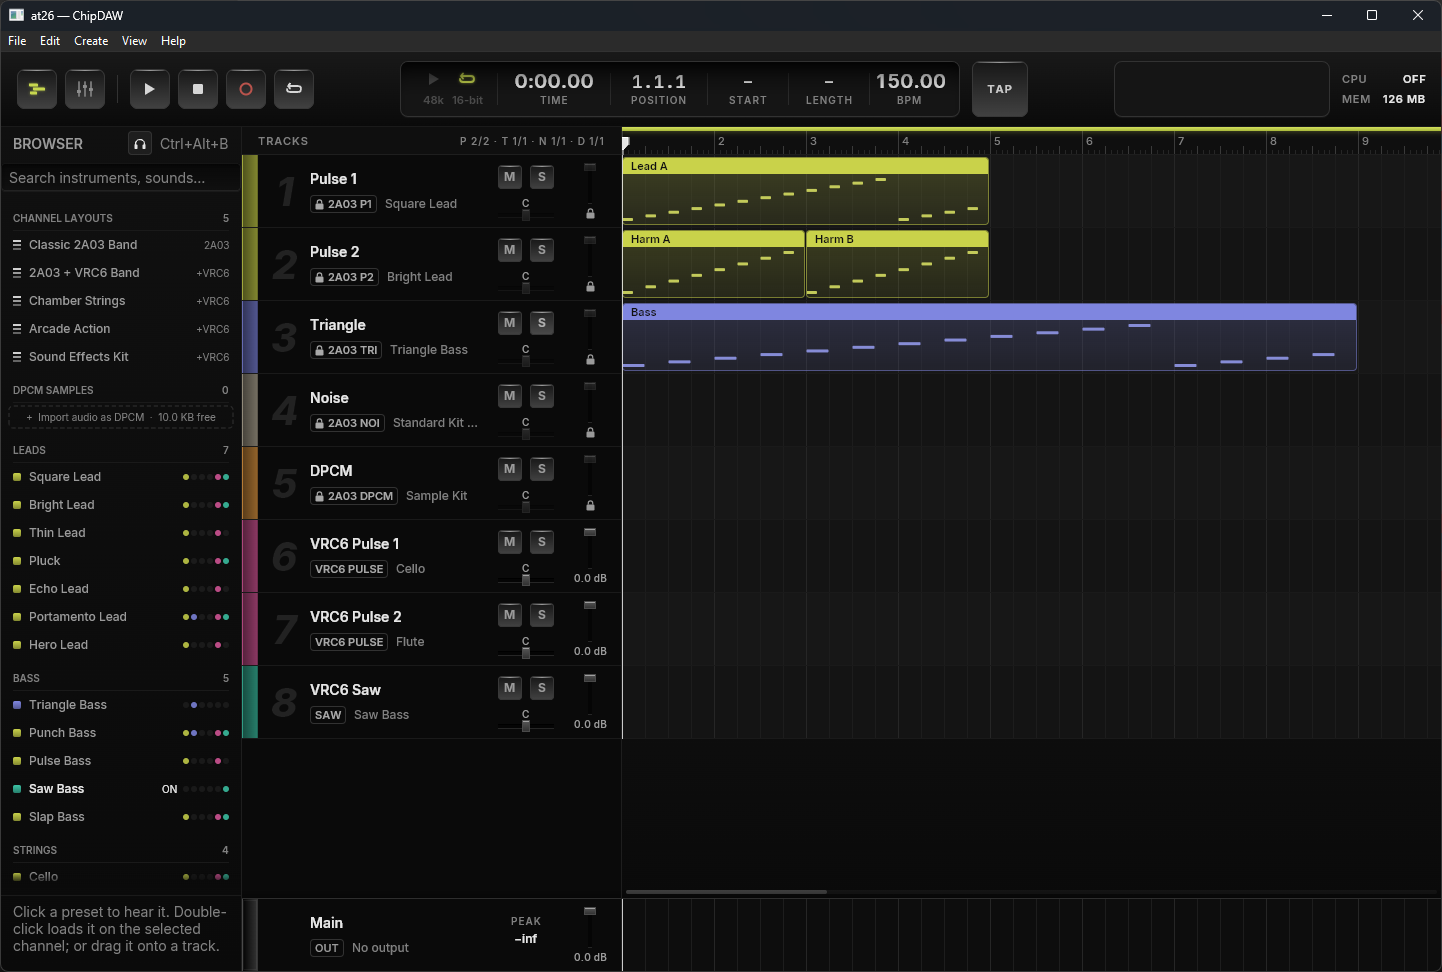 at26 — ChipDAW
File Edit Create View Help
48k 16-bit
0:00.00 TIME
1.1.1 POSITION
– START
– LENGTH
150.00 BPM
TAP
CPU OFF
MEM 126 MB
BROWSER Ctrl+Alt+B
Search instruments, sounds...
CHANNEL LAYOUTS 5
Classic 2A03 Band 2A03
2A03 + VRC6 Band +VRC6
Chamber Strings +VRC6
Arcade Action +VRC6
Sound Effects Kit +VRC6
DPCM SAMPLES 0
+ Import audio as DPCM · 10.0 KB free
LEADS 7
Square Lead
Bright Lead
Thin Lead
Pluck
Echo Lead
Portamento Lead
Hero Lead
BASS 5
Triangle Bass
Punch Bass
Pulse Bass
Saw Bass ON
Slap Bass
STRINGS 4
Cello
Click a preset to hear it. Double-
click loads it on the selected
channel; or drag it onto a track.
TRACKS P 2/2 · T 1/1 · N 1/1 · D 1/1
1 Pulse 1 M S
2A03 P1 Square Lead C
2 Pulse 2 M S
2A03 P2 Bright Lead C
3 Triangle M S
2A03 TRI Triangle Bass C
4 Noise M S
2A03 NOI Standard Kit ... C
5 DPCM M S
2A03 DPCM Sample Kit C
6 VRC6 Pulse 1 M S
VRC6 PULSE Cello C 0.0 dB
7 VRC6 Pulse 2 M S
VRC6 PULSE Flute C 0.0 dB
8 VRC6 Saw M S
SAW Saw Bass C 0.0 dB
Main PEAK
OUT No output –inf 0.0 dB
2 3 4 5 6 7 8 9
Lead A
Harm A Harm B
Bass